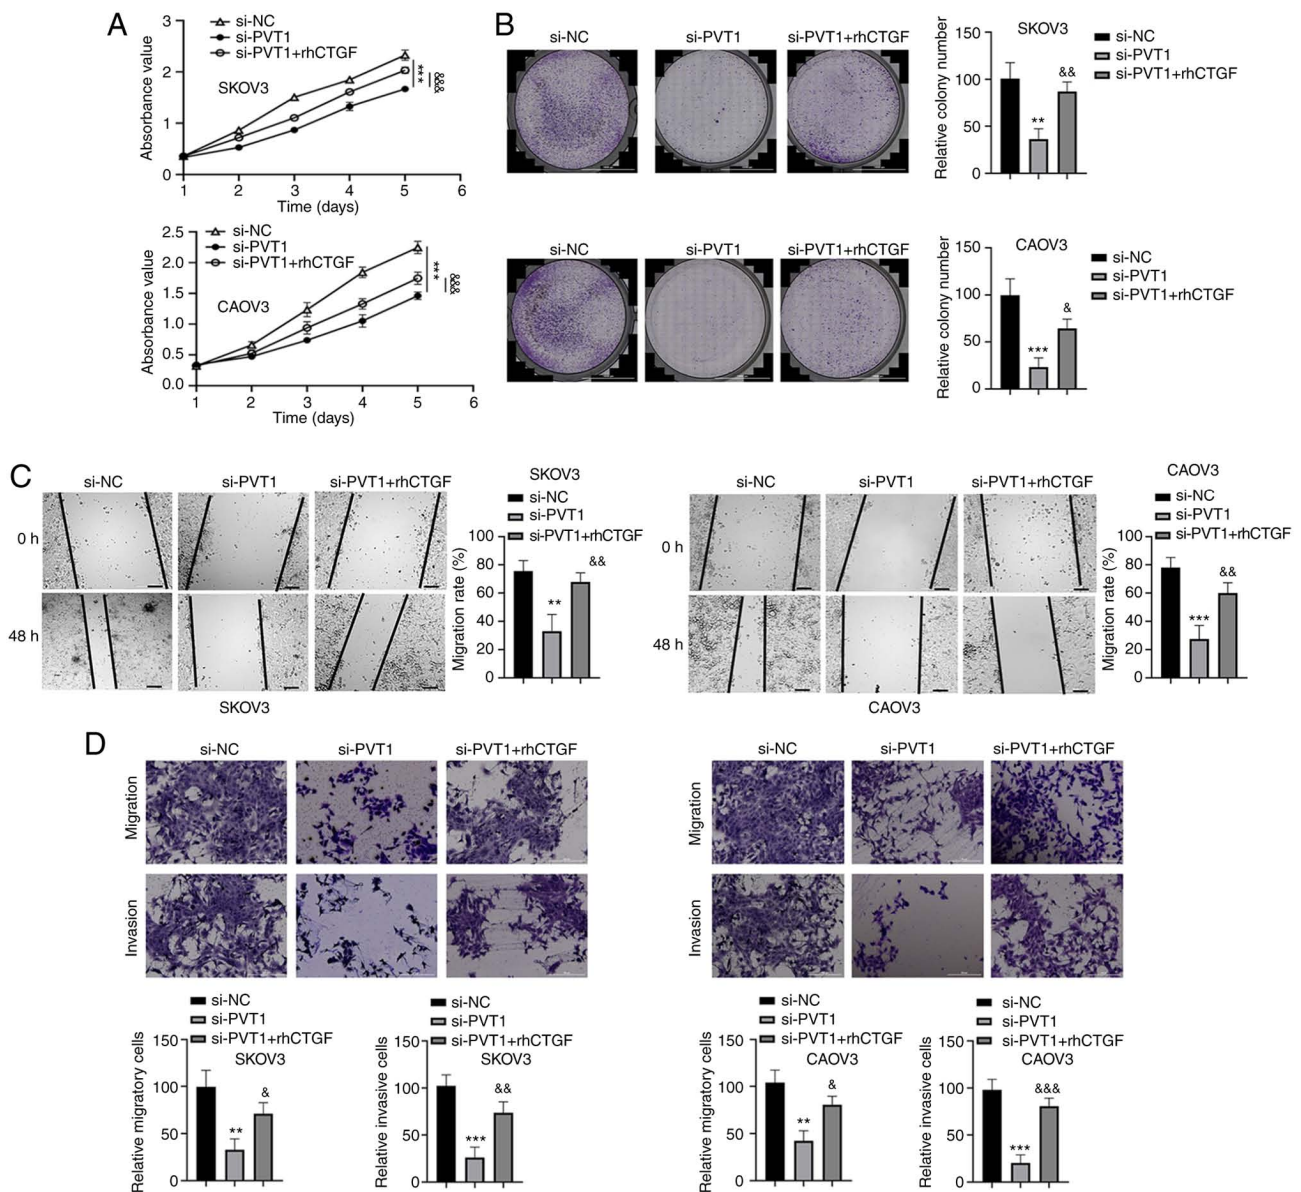 A
si-NC
si-PVT1
si-PVT1+rhCTGF
SKOV3
Absorbance value
3
2
1
0
***
&&&
1 2 3 4 5 6
Time (days)
si-NC
si-PVT1
si-PVT1+rhCTGF
CAOV3
Absorbance value
2.5
2.0
1.5
1.0
0.5
0.0
***
&&&
1 2 3 4 5 6
Time (days)
B
si-NC si-PVT1 si-PVT1+rhCTGF
SKOV3
Relative colony number
150
100
50
0
**
&&
si-NC
si-PVT1
si-PVT1+rhCTGF
si-NC si-PVT1 si-PVT1+rhCTGF
CAOV3
Relative colony number
150
100
50
0
***
&
si-NC
si-PVT1
si-PVT1+rhCTGF
C
si-NC si-PVT1 si-PVT1+rhCTGF
0 h
48 h
SKOV3
SKOV3
si-NC
si-PVT1
si-PVT1+rhCTGF
Migration rate (%)
100
80
60
40
20
0
**
&&
si-NC si-PVT1 si-PVT1+rhCTGF
0 h
48 h
CAOV3
CAOV3
si-NC
si-PVT1
si-PVT1+rhCTGF
Migration rate (%)
100
80
60
40
20
0
***
&&
D
si-NC si-PVT1 si-PVT1+rhCTGF
Migration
Invasion
si-NC si-PVT1 si-PVT1+rhCTGF
Migration
Invasion
si-NC
si-PVT1
si-PVT1+rhCTGF
SKOV3
Relative migratory cells
150
100
50
0
**
&
si-NC
si-PVT1
si-PVT1+rhCTGF
SKOV3
Relative invasive cells
150
100
50
0
***
&&
si-NC
si-PVT1
si-PVT1+rhCTGF
CAOV3
Relative migratory cells
150
100
50
0
**
&
si-NC
si-PVT1
si-PVT1+rhCTGF
CAOV3
Relative invasive cells
150
100
50
0
***
&&&